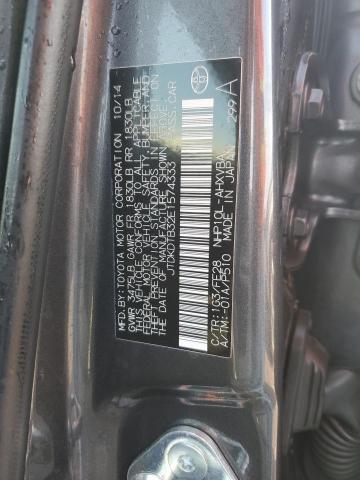 MFD.BY:TOYOTA MOTOR CORPORATION 10/14
GVWR 3475LB GAWR FR 1830LB RR 1830LB
THIS VEHICLE CONFORMS TO ALL APPLICABLE
FEDERAL MOTOR VEHICLE SAFETY, BUMPER, AND
THEFT PREVENTION STANDARDS IN EFFECT ON
THE DATE OF MANUFACTURE SHOWN ABOVE.
PASS.CAR
C/TR:1G3/FE28 NHP10L-AHXVBA
A/TM:-01A/P510 MADE IN JAPAN
299 A